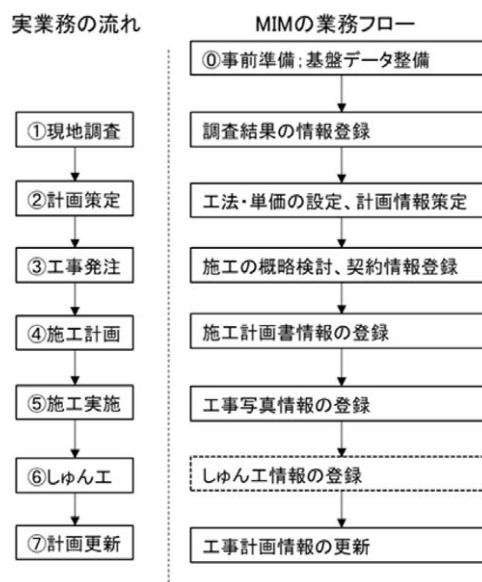 実業務の流れ
MIMの業務フロー
⓪事前準備;基盤データ整備
①現地調査
調査結果の情報登録
②計画策定
工法・単価の設定、計画情報策定
③工事発注
施工の概略検討、契約情報登録
④施工計画
施工計画書情報の登録
⑤施工実施
工事写真情報の登録
⑥しゅん工
しゅん工情報の登録
⑦計画更新
工事計画情報の更新